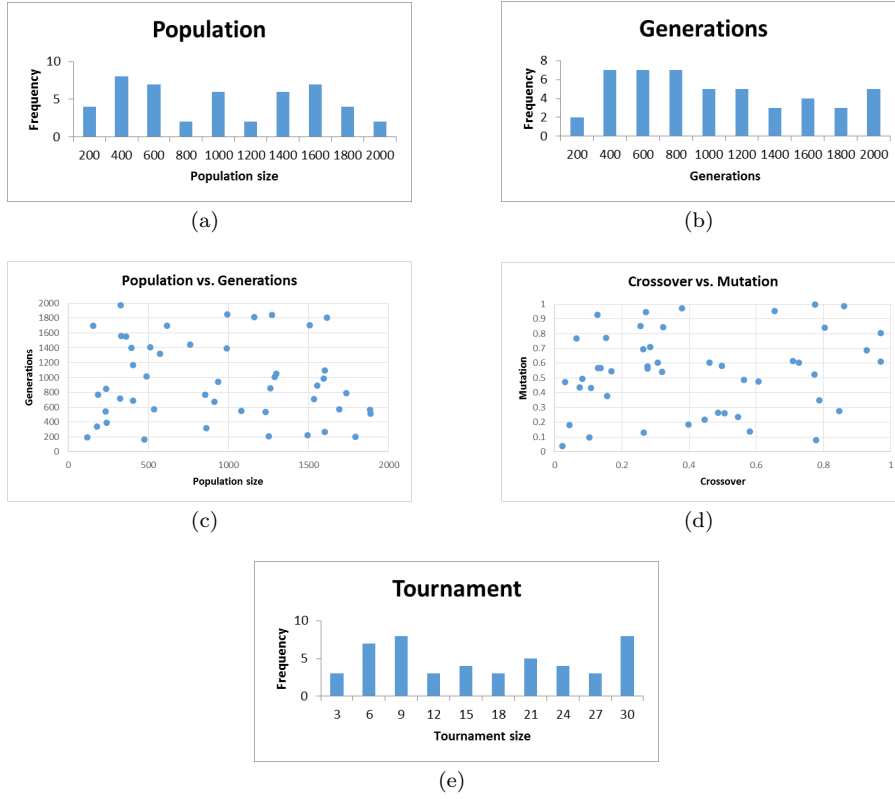 Population
Frequency
10
5
0
200 400 600 800 1000 1200 1400 1600 1800 2000
Population size
(a)
Generations
Frequency
8
6
4
2
0
200 400 600 800 1000 1200 1400 1600 1800 2000
Generations
(b)
Population vs. Generations
Generations
2000
1800
1600
1400
1200
1000
800
600
400
200
0
0 500 1000 1500 2000
Population size
(c)
Crossover vs. Mutation
Mutation
1
0.9
0.8
0.7
0.6
0.5
0.4
0.3
0.2
0.1
0
0 0.2 0.4 0.6 0.8 1
Crossover
(d)
Tournament
Frequency
10
5
0
3 6 9 12 15 18 21 24 27 30
Tournament size
(e)